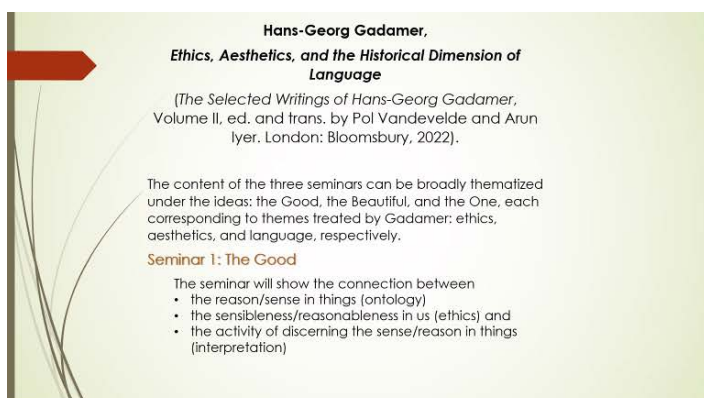 Hans-Georg Gadamer,
Ethics, Aesthetics, and the Historical Dimension of
Language
(The Selected Writings of Hans-Georg Gadamer,
Volume II, ed. and trans. by Pol Vandevelde and Arun
Iyer. London: Bloomsbury, 2022).
The content of the three seminars can be broadly thematized
under the ideas: the Good, the Beautiful, and the One, each
corresponding to themes treated by Gadamer: ethics,
aesthetics, and language, respectively.
Seminar 1: The Good
The seminar will show the connection between
• the reason/sense in things (ontology)
• the sensibleness/reasonableness in us (ethics) and
• the activity of discerning the sense/reason in things
(interpretation)